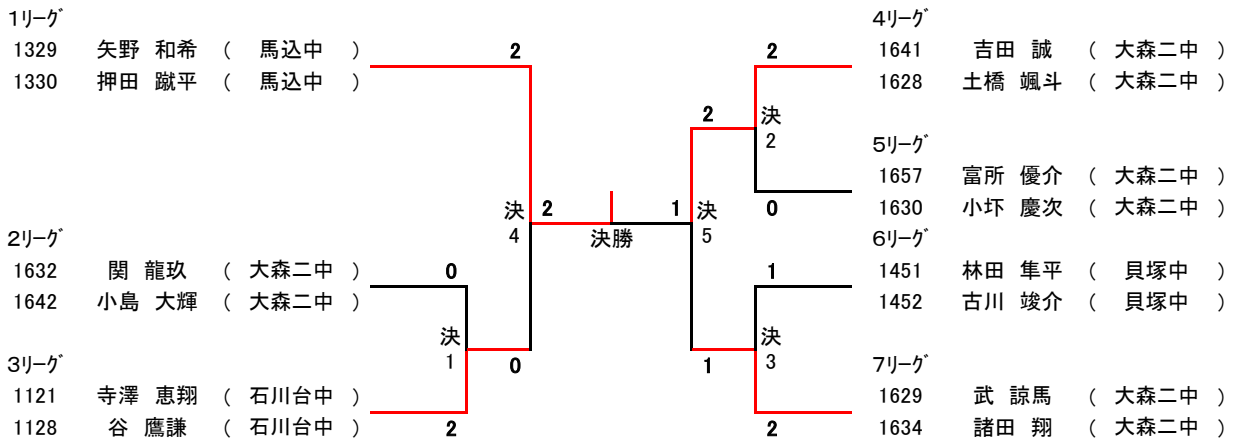 1リーグ
1329 矢野 和希 ( 馬込中 )
1330 押田 蹴平 ( 馬込中 )
2
2リーグ
1632 関 龍玖 ( 大森二中 )
1642 小島 大輝 ( 大森二中 )
0
決
1
3リーグ
1121 寺澤 恵翔 ( 石川台中 )
1128 谷 鷹謙 ( 石川台中 )
2
0
決
4
2
決勝
1
決
5
4リーグ
1641 吉田 誠 ( 大森二中 )
1628 土橋 颯斗 ( 大森二中 )
2
2
決
2
5リーグ
1657 富所 優介 ( 大森二中 )
1630 小圷 慶次 ( 大森二中 )
0
6リーグ
1451 林田 隼平 ( 貝塚中 )
1452 古川 竣介 ( 貝塚中 )
1
決
3
1
7リーグ
1629 武 諒馬 ( 大森二中 )
1634 諸田 翔 ( 大森二中 )
2